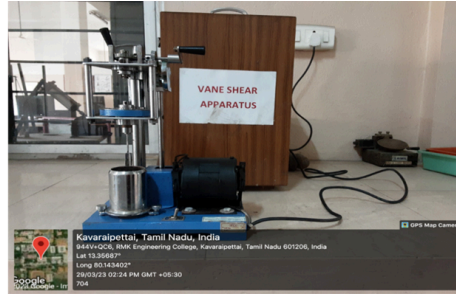 VANE SHEAR
APPARATUS
GPS Map Camera
Kavaraipettai, Tamil Nadu, India
944V+QC6, RMK Engineering College, Kavaraipettai, Tamil Nadu 601206, India
Lat 13.35687°
Long 80.143402°
29/03/23 02:24 PM GMT +05:30
704
Google